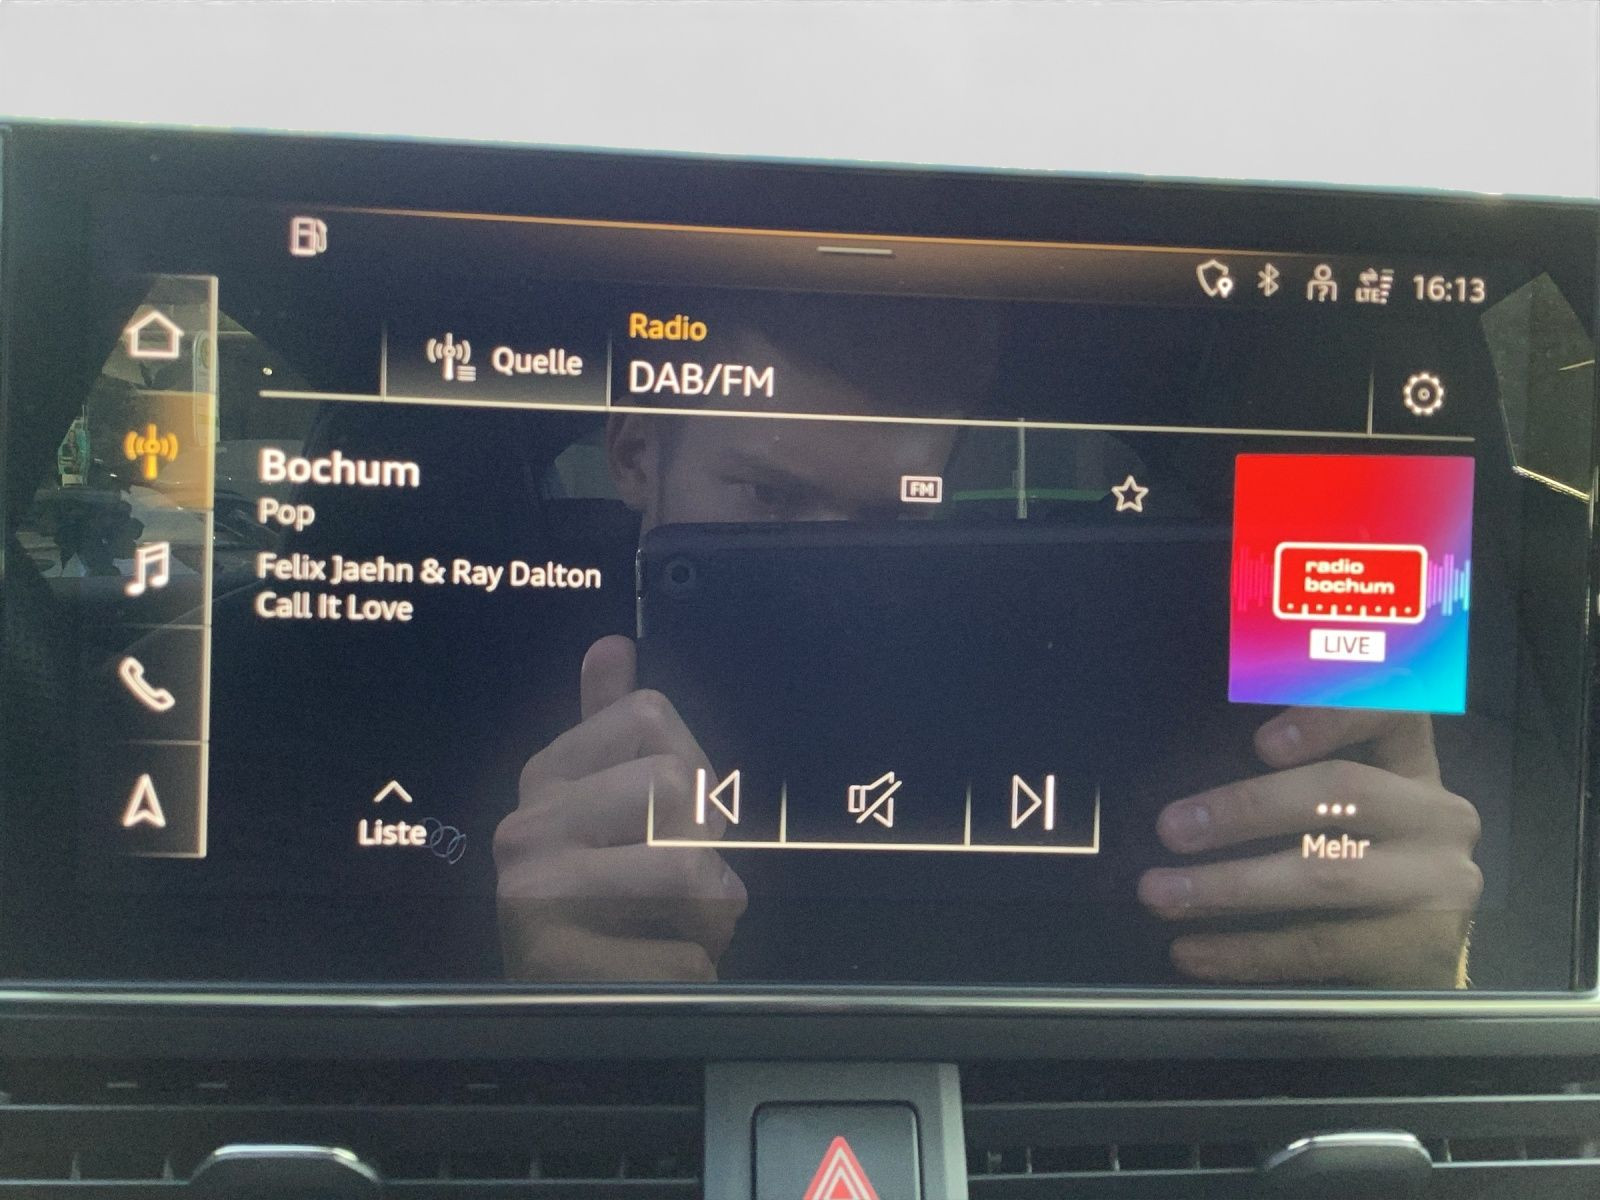 LTE
16:13
Quelle
Radio
DAB/FM
Bochum
FM
Pop
Felix Jaehn & Ray Dalton
Call It Love
radio
bochum
LIVE
Liste
Mehr